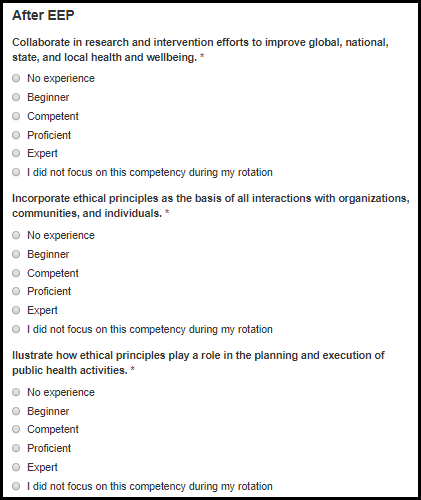 After EEP
Collaborate in research and intervention efforts to improve global, national,
state, and local health and wellbeing. *
No experience
Beginner
Competent
Proficient
Expert
I did not focus on this competency during my rotation
Incorporate ethical principles as the basis of all interactions with organizations,
communities, and individuals. *
No experience
Beginner
Competent
Proficient
Expert
I did not focus on this competency during my rotation
Ilustrate how ethical principles play a role in the planning and execution of
public health activities. *
No experience
Beginner
Competent
Proficient
Expert
I did not focus on this competency during my rotation